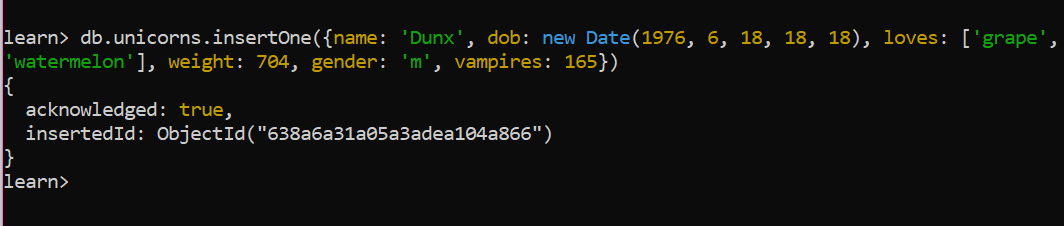 learn> db.unicorns.insertOne({name: 'Dunx', dob: new Date(1976, 6, 18, 18, 18), loves: ['grape',
'watermelon'], weight: 704, gender: 'm', vampires: 165})
{
  acknowledged: true,
  insertedId: ObjectId("638a6a31a05a3adea104a866")
}
learn>